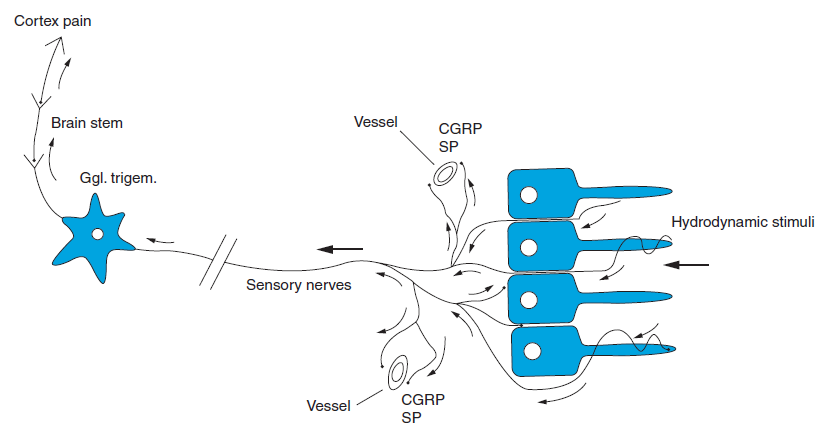 Cortex pain
Brain stem
Ggl. trigem.
Vessel
CGRP
SP
Hydrodynamic stimuli
Sensory nerves
Vessel
CGRP
SP